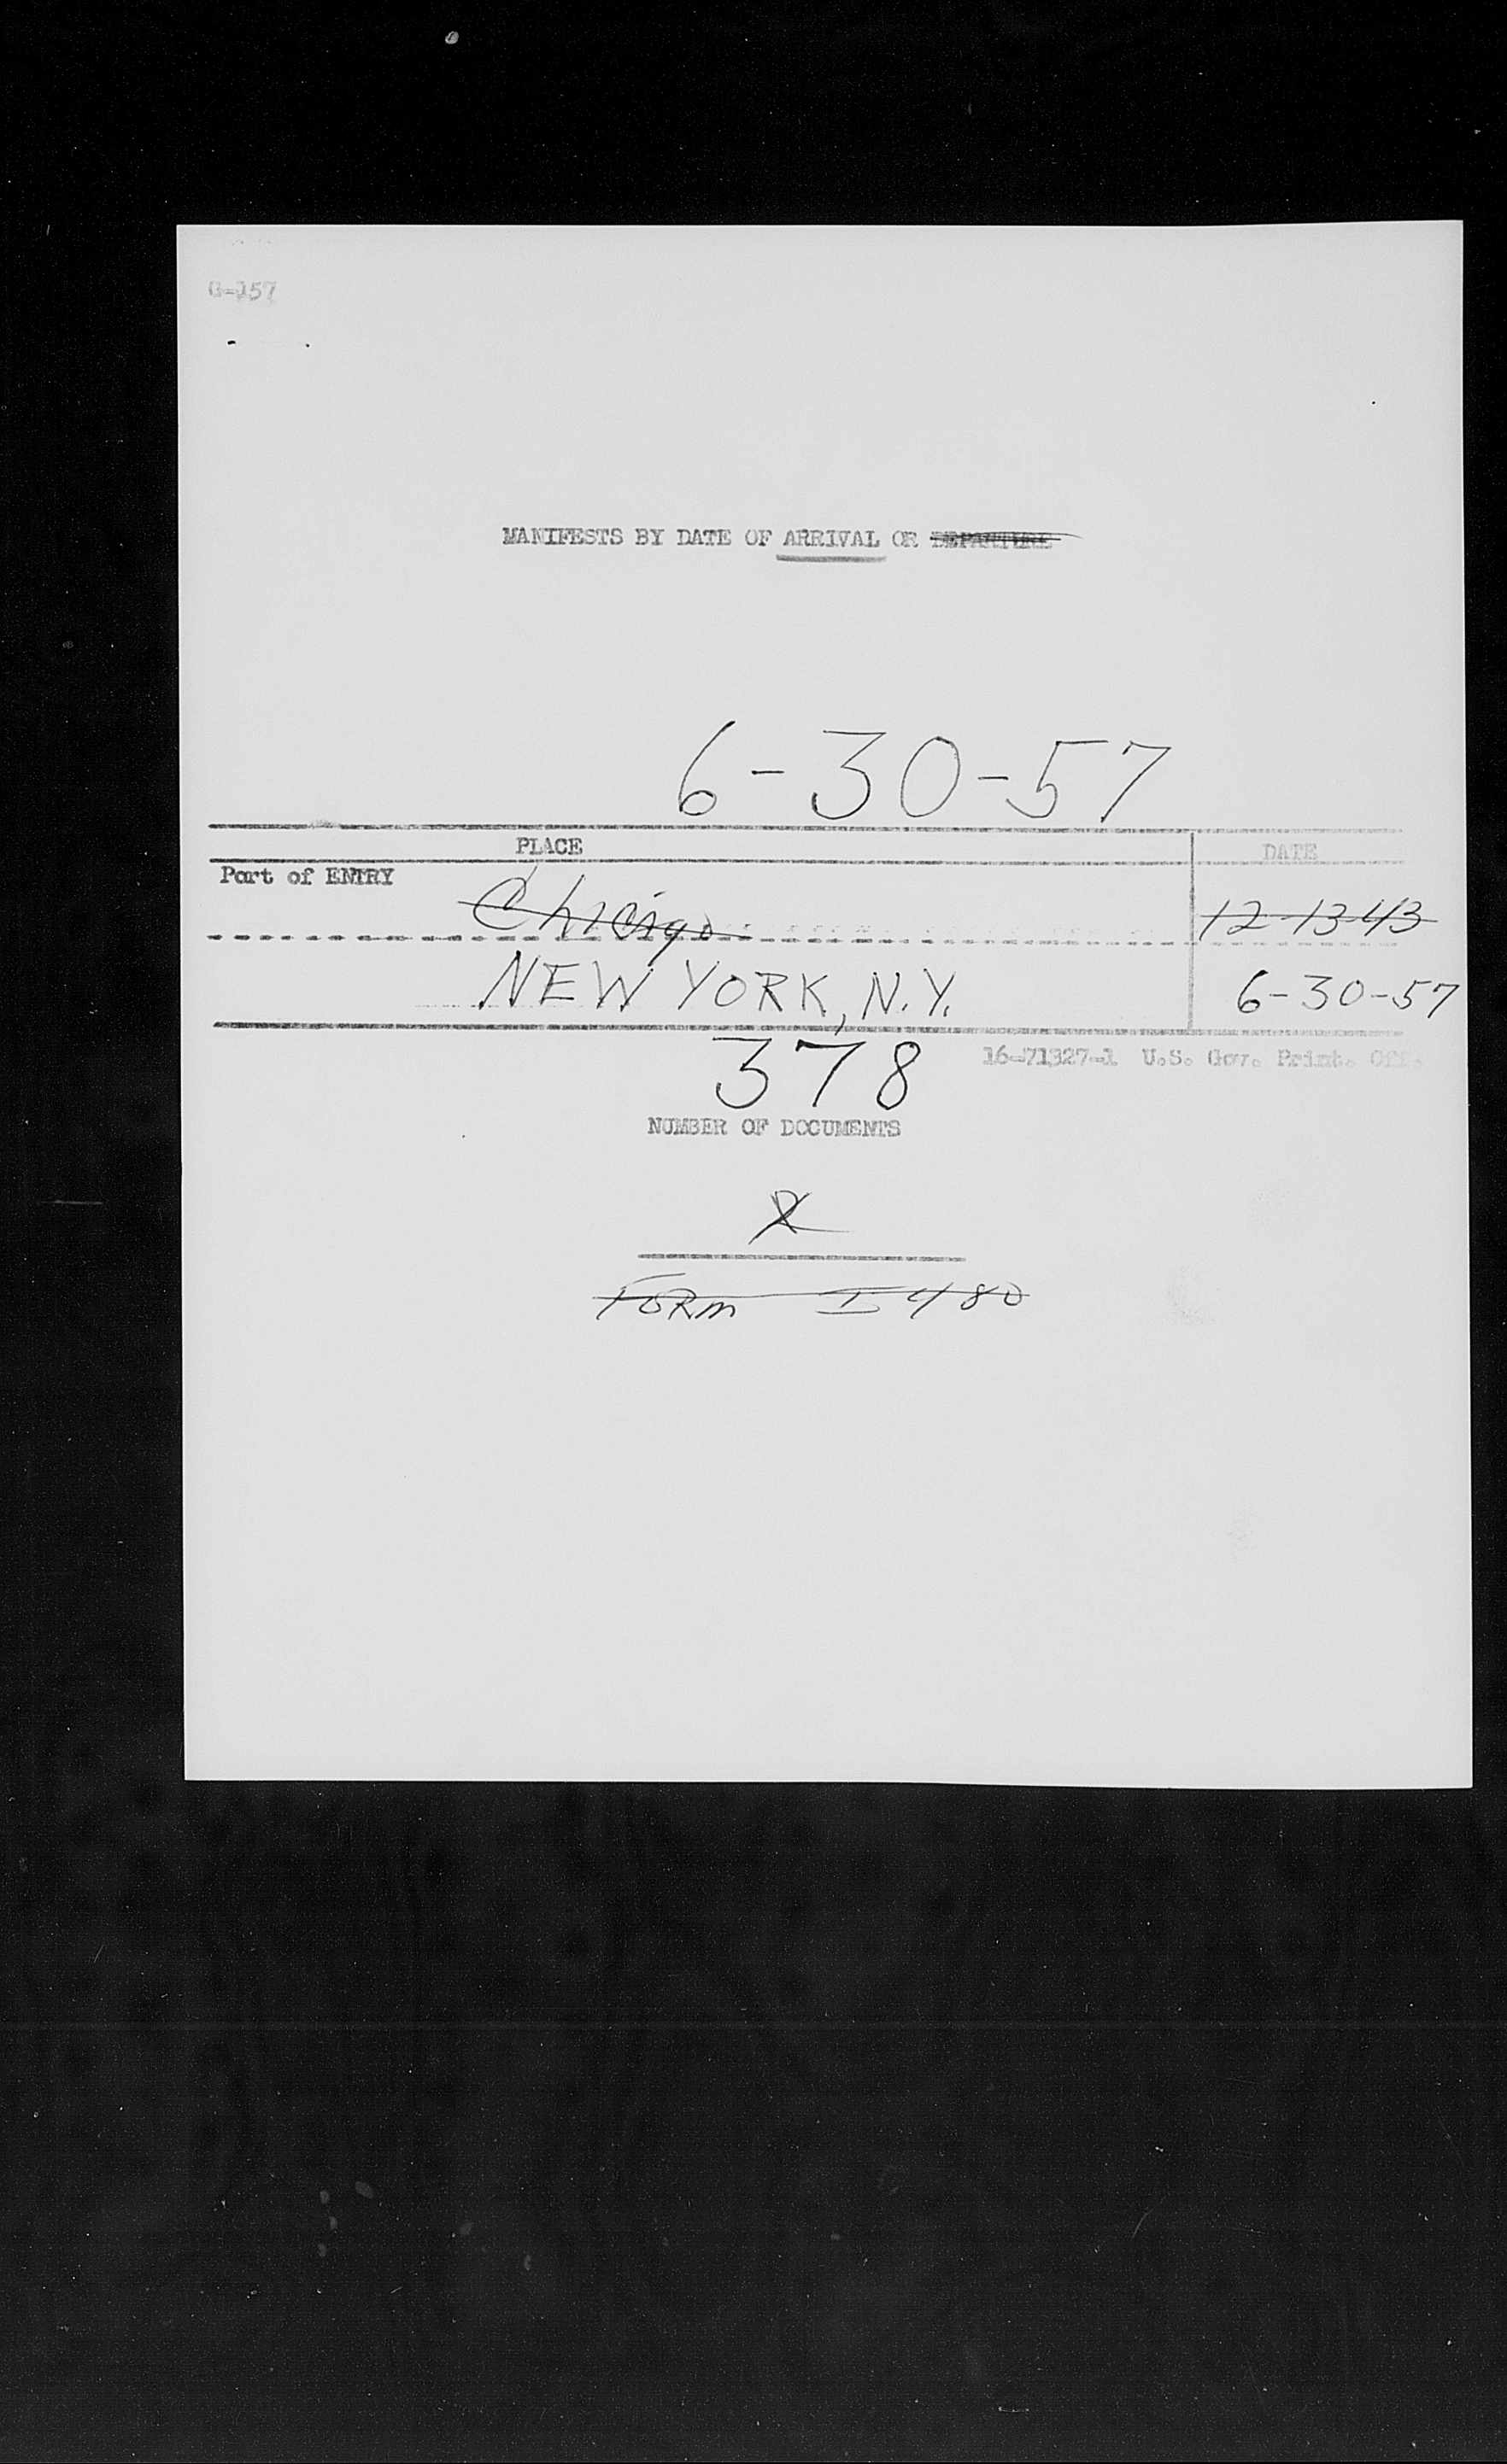 G-157
MANIFESTS BY DATE OF ARRIVAL OR DEPARTURE
6-30-57
PLACE DATE
Port of ENTRY
Chicago 12-13-43
NEW YORK, N.Y. 6-30-57
378 16-71327-1 U.S. Gov. Print. Off.
NUMBER OF DOCUMENTS
2
FORM I 480